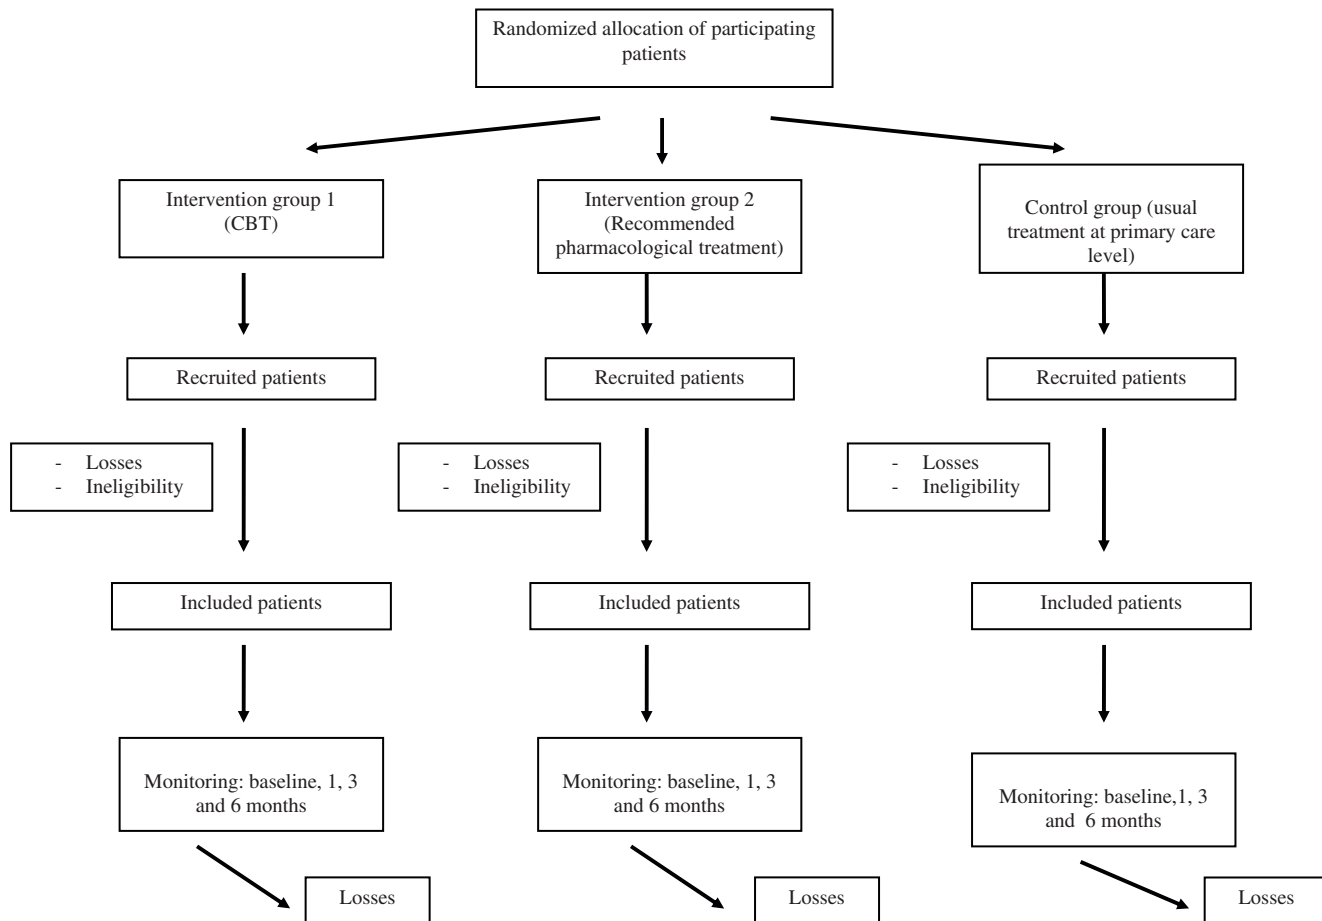 Randomized allocation of participating
patients
Intervention group 1
(CBT)
Intervention group 2
(Recommended
pharmacological treatment)
Control group (usual
treatment at primary care
level)
Recruited patients
Recruited patients
Recruited patients
- Losses
- Ineligibility
- Losses
- Ineligibility
- Losses
- Ineligibility
Included patients
Included patients
Included patients
Monitoring: baseline, 1, 3
and 6 months
Monitoring: baseline, 1, 3
and 6 months
Monitoring: baseline,1, 3
and 6 months
Losses
Losses
Losses